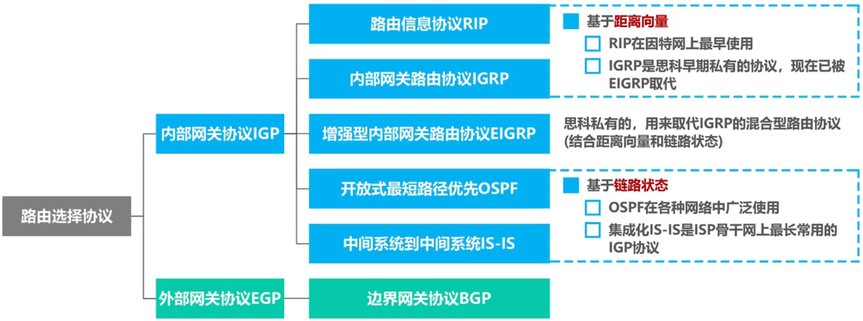 路由信息协议RIP
基于距离向量
RIP在因特网上最早使用
IGRP是思科早期私有的协议，现在已被
EIGRP取代
内部网关路由协议IGRP
内部网关协议IGP
增强型内部网关路由协议EIGRP
思科私有的，用来取代IGRP的混合型路由协议
(结合距离向量和链路状态)
路由选择协议
开放式最短路径优先OSPF
基于链路状态
OSPF在各种网络中广泛使用
集成化IS-IS是ISP骨干网上最长常用的
IGP协议
中间系统到中间系统IS-IS
外部网关协议EGP
边界网关协议BGP